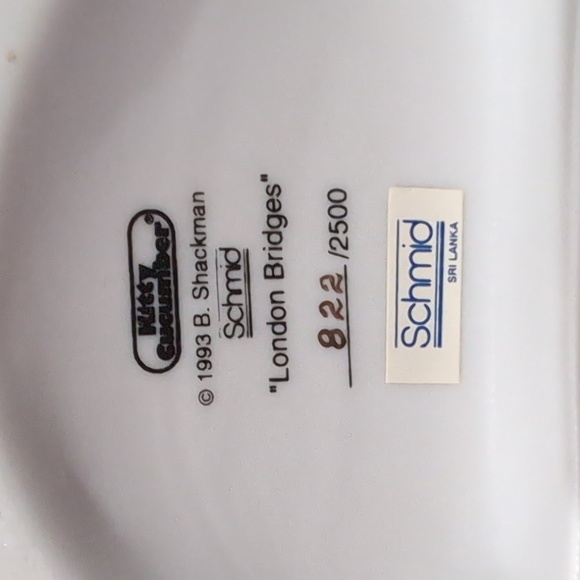 Kitty
Cucumber®
© 1993 B. Shackman
Schmid
"London Bridges"
822/2500
Schmid
SRI LANKA